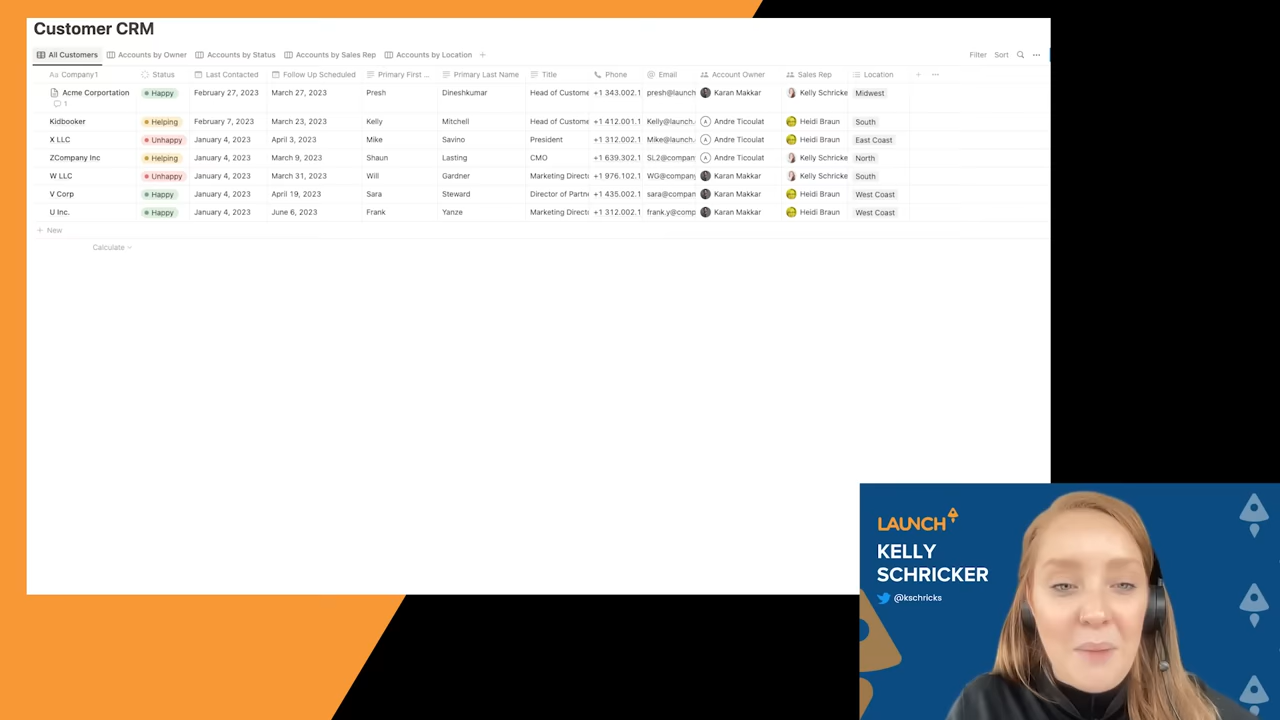 Customer CRM
All Customers Accounts by Owner Accounts by Status Accounts by Sales Rep Accounts by Location + Filter Sort ...
Aa Company1 Status Last Contacted Follow Up Scheduled Primary First ... Primary Last Name Title Phone @ Email Account Owner Sales Rep Location + ...
Acme Corportation Happy February 27, 2023 March 27, 2023 Presh Dineshkumar Head of Custome +1 343.002.1 presh@launch Karan Makkar Kelly Schricke Midwest
1
Kidbooker Helping February 7, 2023 March 23, 2023 Kelly Mitchell Head of Custome +1 412.001.1 Kelly@launch. A Andre Ticoulat Heidi Braun South
X LLC Unhappy January 4, 2023 April 3, 2023 Mike Savino President +1 312.002.1 Mike@launch. A Andre Ticoulat Heidi Braun East Coast
ZCompany Inc Helping January 4, 2023 March 9, 2023 Shaun Lasting CMO +1 639.302.1 SL2@company A Andre Ticoulat Kelly Schricke North
W LLC Unhappy January 4, 2023 March 31, 2023 Will Gardner Marketing Directo +1 976.102.1 WG@company Karan Makkar Kelly Schricke South
V Corp Happy January 4, 2023 April 19, 2023 Sara Steward Director of Partne +1 435.002.1 sara@compan Karan Makkar Heidi Braun West Coast
U Inc. Happy January 4, 2023 June 6, 2023 Frank Yanze Marketing Directo +1 312.002.1 frank.y@comp Karan Makkar Heidi Braun West Coast
+ New
Calculate
LAUNCH
KELLY
SCHRICKER
@kschricks